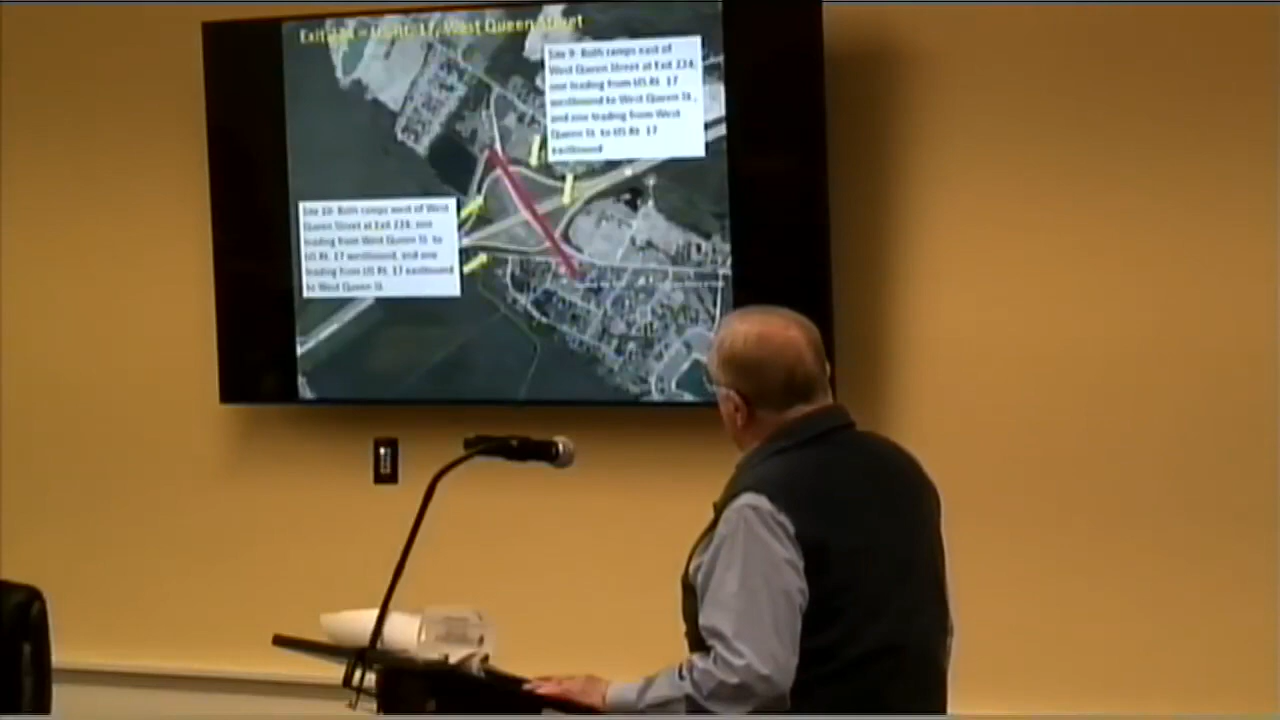 Exit 224 – US Rt. 17, West Queen Street
Site 9: Both ramps east of
West Queen Street at Exit 224,
one leading from US Rt. 17
westbound to West Queen St.,
and one leading from West
Queen St. to US Rt. 17
eastbound
Site 10: Both ramps west of West
Queen Street at Exit 224, one
leading from West Queen St. to
US Rt. 17 westbound, and one
leading from US Rt. 17 eastbound
to West Queen St.